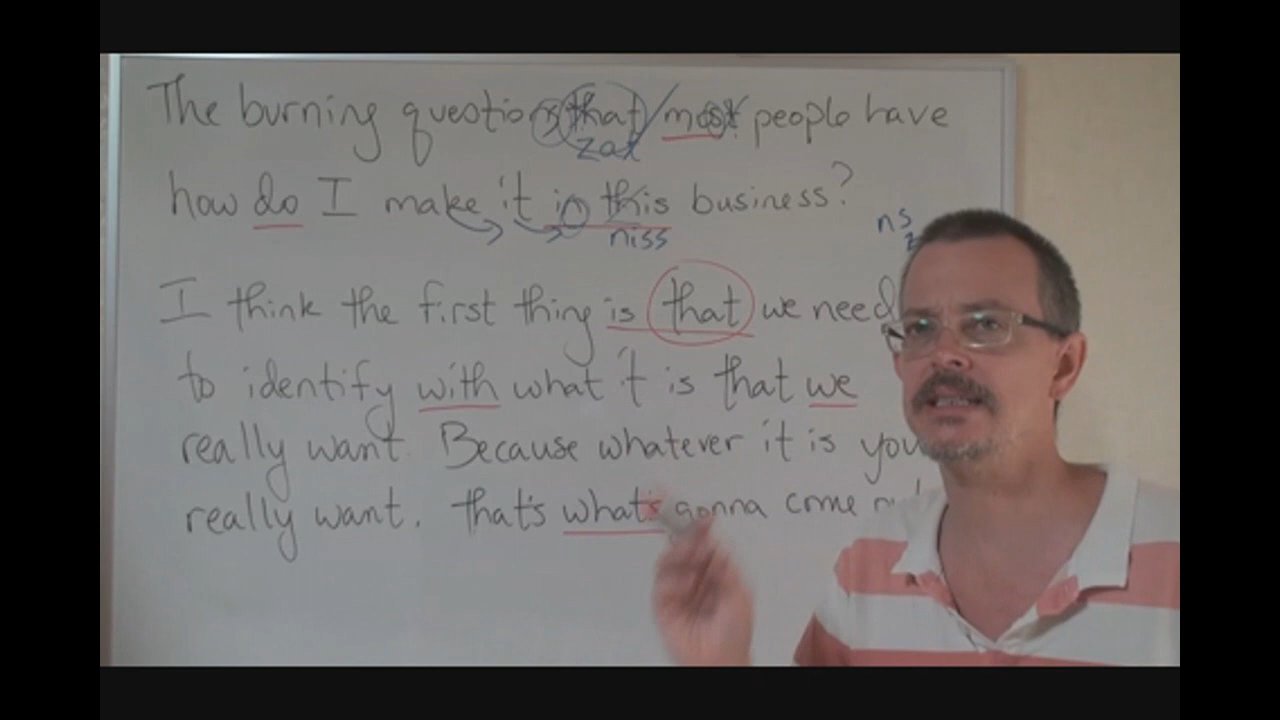 The burning questions that most people have
zat
how do I make it in this business?
niss
ns
z
I think the first thing is that we need
to identify with what it is that we
really want. Because whatever it is you
really want. that's what's gonna come